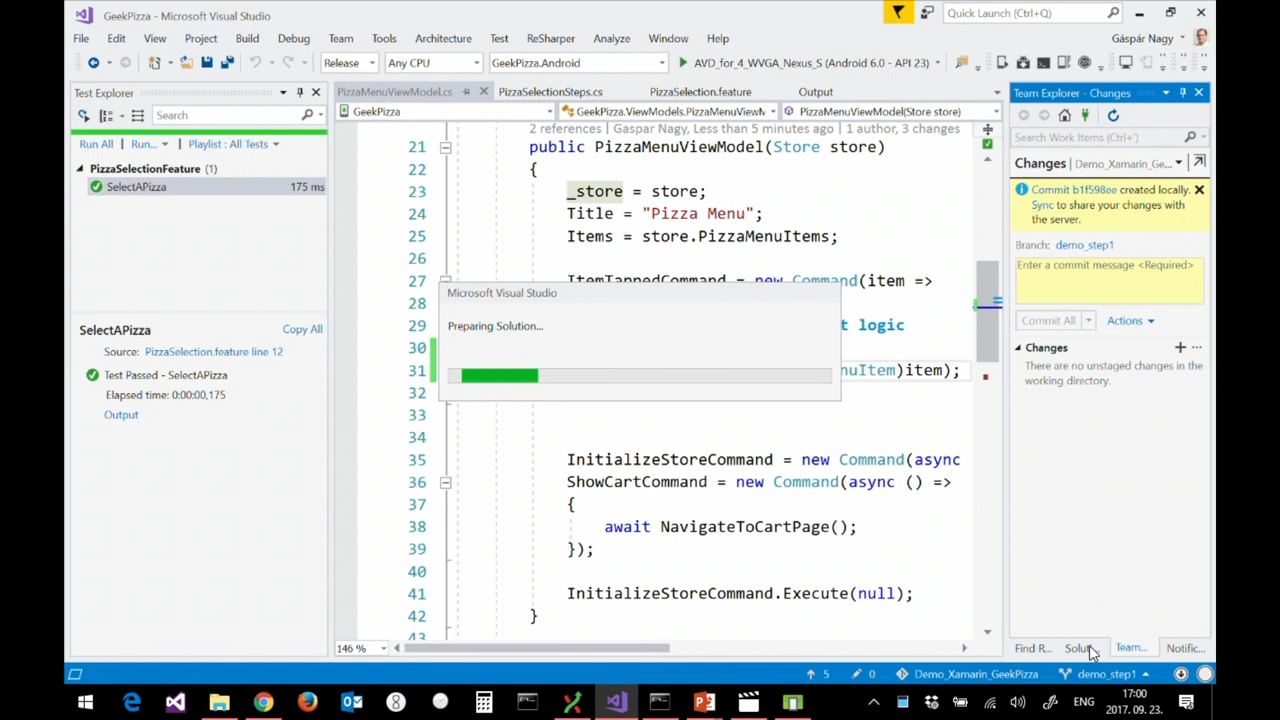 GeekPizza - Microsoft Visual Studio
Quick Launch (Ctrl+Q)
File Edit View Project Build Debug Team Tools Architecture Test ReSharper Analyze Window Help
Gáspár Nagy
Release Any CPU GeekPizza.Android AVD_for_4_WVGA_Nexus_S (Android 6.0 - API 23)
Test Explorer
Search
Run All Run... Playlist : All Tests
PizzaSelectionFeature (1)
SelectAPizza 175 ms
SelectAPizza Copy All
Source: PizzaSelection.feature line 12
Test Passed - SelectAPizza
Elapsed time: 0:00:00,175
Output
PizzaMenuViewModel.cs PizzaSelectionSteps.cs PizzaSelection.feature Output
GeekPizza GeekPizza.ViewModels.PizzaMenuViewM PizzaMenuViewModel(Store store)
2 references | Gaspar Nagy, Less than 5 minutes ago | 1 author, 3 changes
21 public PizzaMenuViewModel(Store store)
22 {
23 _store = store;
24 Title = "Pizza Menu";
25 Items = store.PizzaMenuItems;
26
27 ItemTappedCommand = new Command(item =>
28
29 t logic
30
31 nuItem)item);
32
33
34
35 InitializeStoreCommand = new Command(async
36 ShowCartCommand = new Command(async () =>
37 {
38 await NavigateToCartPage();
39 });
40
41 InitializeStoreCommand.Execute(null);
42 }
43
146 %
Microsoft Visual Studio
Preparing Solution...
Team Explorer - Changes
Search Work Items (Ctrl+')
Changes | Demo_Xamarin_Ge...
Commit b1f598ee created locally.
Sync to share your changes with
the server.
Branch: demo_step1
Enter a commit message <Required>
Commit All Actions
Changes
There are no unstaged changes in the
working directory.
Find R... Solut... Team... Notific...
5 0 Demo_Xamarin_GeekPizza demo_step1
ENG 17:00
2017. 09. 23.